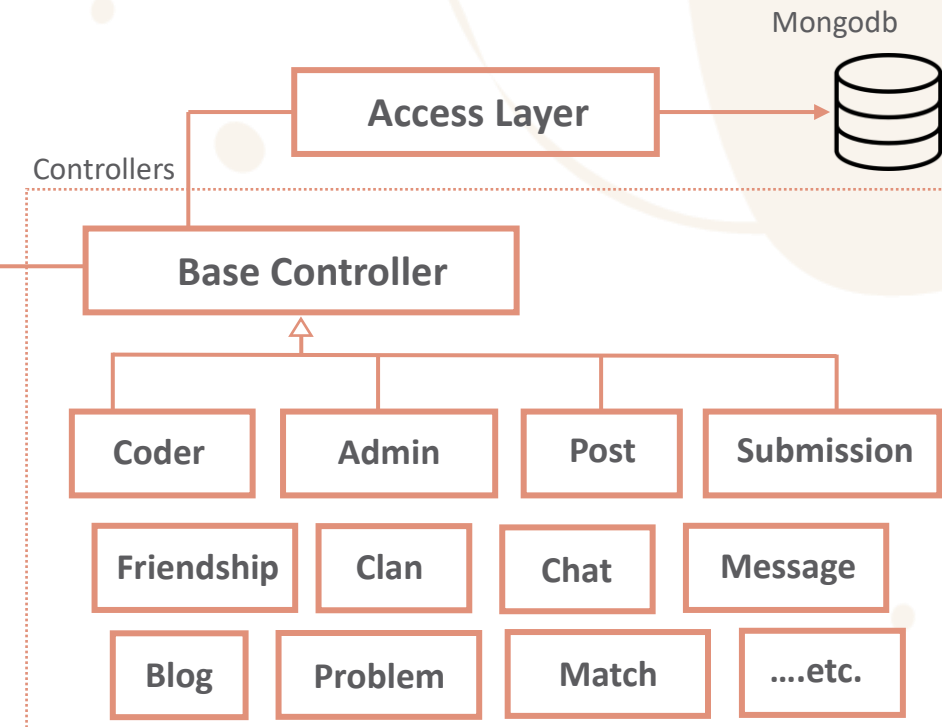 Mongodb
Access Layer
Controllers
Base Controller
Coder
Admin
Post
Submission
Friendship
Clan
Chat
Message
Blog
Problem
Match
....etc.